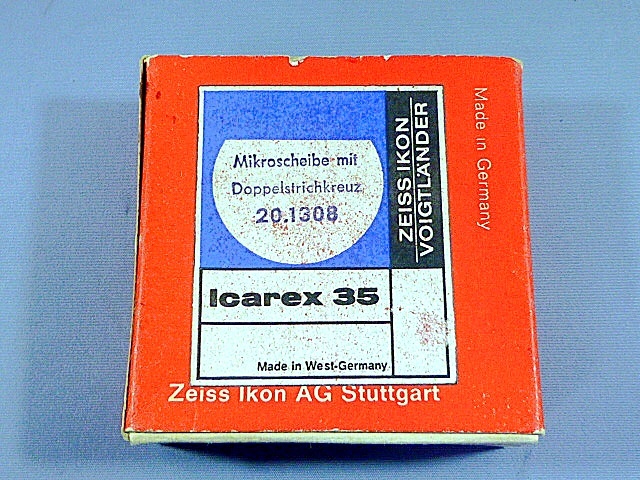 Mikroscheibe mit
Doppelstrichkreuz
20.1308
ZEISS IKON
VOIGTLÄNDER
Made in Germany
Icarex 35
Made in West-Germany
Zeiss Ikon AG Stuttgart